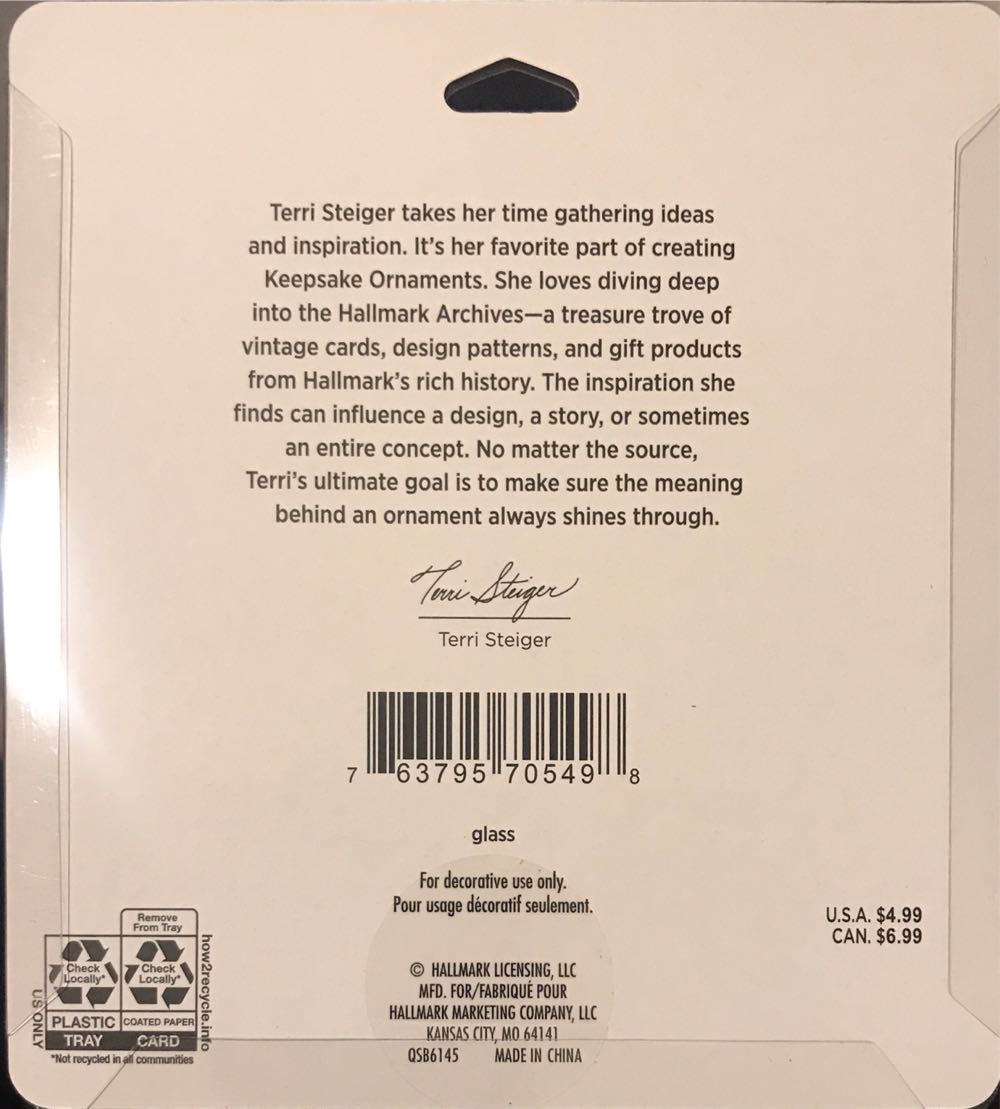 Terri Steiger takes her time gathering ideas
and inspiration. It's her favorite part of creating
Keepsake Ornaments. She loves diving deep
into the Hallmark Archives—a treasure trove of
vintage cards, design patterns, and gift products
from Hallmark's rich history. The inspiration she
finds can influence a design, a story, or sometimes
an entire concept. No matter the source,
Terri's ultimate goal is to make sure the meaning
behind an ornament always shines through.
Terri Steiger
Terri Steiger
7 63795 70549 8
glass
For decorative use only.
Pour usage décoratif seulement.
U.S.A. $4.99
CAN. $6.99
© HALLMARK LICENSING, LLC
MFD. FOR/FABRIQUÉ POUR
HALLMARK MARKETING COMPANY, LLC
KANSAS CITY, MO 64141
QSB6145 MADE IN CHINA
Remove
From Tray
Check
Locally*
Check
Locally*
PLASTIC
COATED PAPER
TRAY
CARD
*Not recycled in all communities
US ONLY
how2recycle.info